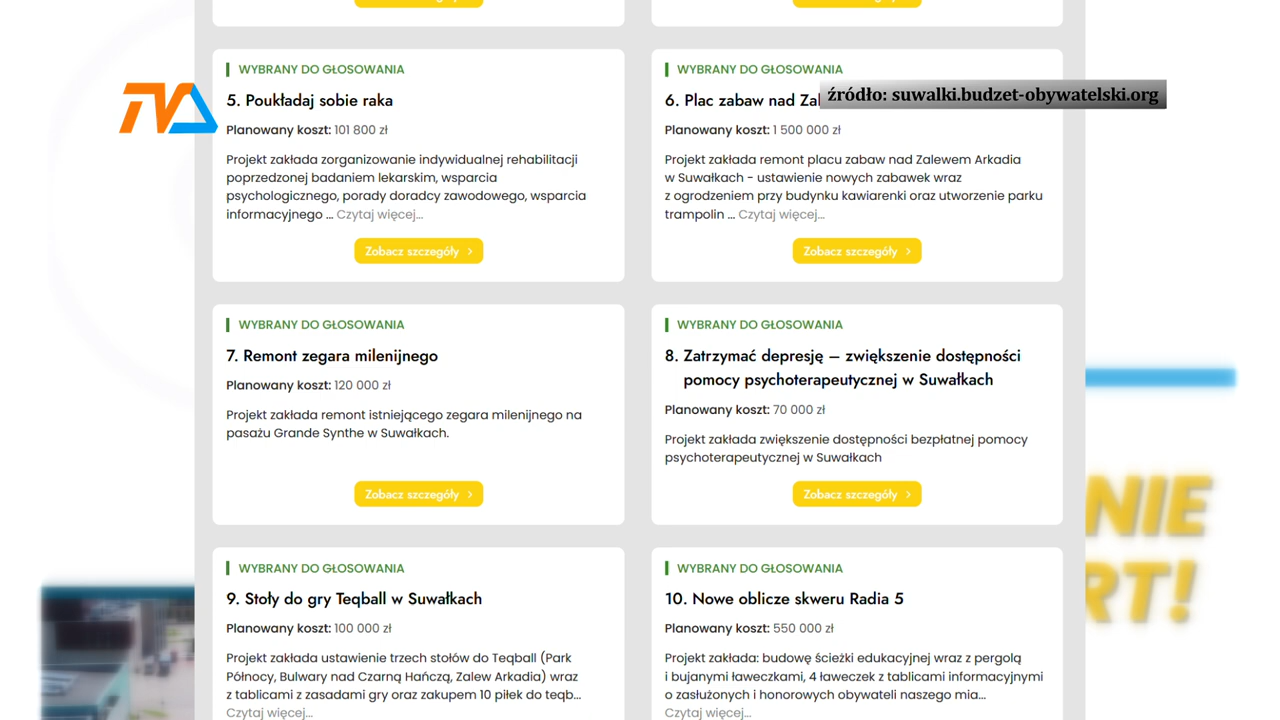 WYBRANY DO GŁOSOWANIA
5. Poukładaj sobie raka
Planowany koszt: 101 800 zł
Projekt zakłada zorganizowanie indywidualnej rehabilitacji
poprzedzonej badaniem lekarskim, wsparcia
psychologicznego, porady doradcy zawodowego, wsparcia
informacyjnego ... Czytaj więcej...
Zobacz szczegóły
WYBRANY DO GŁOSOWANIA
6. Plac zabaw nad
źródło: suwalki.budzet-obywatelski.org
Planowany koszt: 1 500 000 zł
Projekt zakłada remont placu zabaw nad Zalewem Arkadia
w Suwałkach - ustawienie nowych zabawek wraz
z ogrodzeniem przy budynku kawiarenki oraz utworzenie parku
trampolin ... Czytaj więcej...
Zobacz szczegóły
WYBRANY DO GŁOSOWANIA
7. Remont zegara milenijnego
Planowany koszt: 120 000 zł
Projekt zakłada remont istniejącego zegara milenijnego na
pasażu Grande Synthe w Suwałkach.
Zobacz szczegóły
WYBRANY DO GŁOSOWANIA
8. Zatrzymać depresję – zwiększenie dostępności
pomocy psychoterapeutycznej w Suwałkach
Planowany koszt: 70 000 zł
Projekt zakłada zwiększenie dostępności bezpłatnej pomocy
psychoterapeutycznej w Suwałkach
Zobacz szczegóły
WYBRANY DO GŁOSOWANIA
9. Stoły do gry Teqball w Suwałkach
Planowany koszt: 100 000 zł
Projekt zakłada ustawienie trzech stołów do Teqball (Park
Północy, Bulwary nad Czarną Hańczą, Zalew Arkadia) wraz
z tablicami z zasadami gry oraz zakupem 10 piłek do teqb...
Czytaj więcej...
WYBRANY DO GŁOSOWANIA
10. Nowe oblicze skweru Radia 5
Planowany koszt: 550 000 zł
Projekt zakłada: budowę ścieżki edukacyjnej wraz z pergolą
i bujanymi ławeczkami, 4 ławeczek z tablicami informacyjnymi
o zasłużonych i honorowych obywateli naszego mia...
Czytaj więcej...